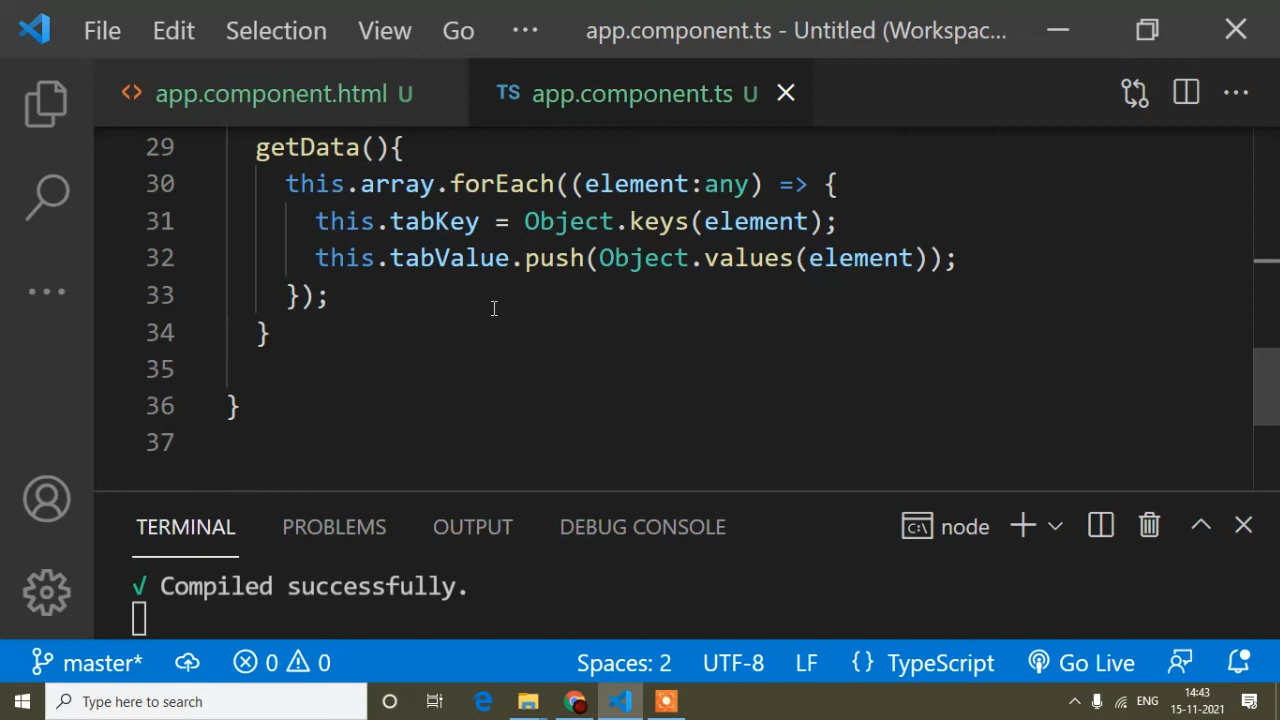 File Edit Selection View Go ··· app.component.ts - Untitled (Workspac...
<> app.component.html U TS app.component.ts U
29 getData(){
30 this.array.forEach((element:any) => {
31 this.tabKey = Object.keys(element);
32 this.tabValue.push(Object.values(element));
33 });
34 }
35
36 }
37
TERMINAL PROBLEMS OUTPUT DEBUG CONSOLE node
√ Compiled successfully.
master* 0 0 Spaces: 2 UTF-8 LF {} TypeScript Go Live
Type here to search ENG 14:43
15-11-2021